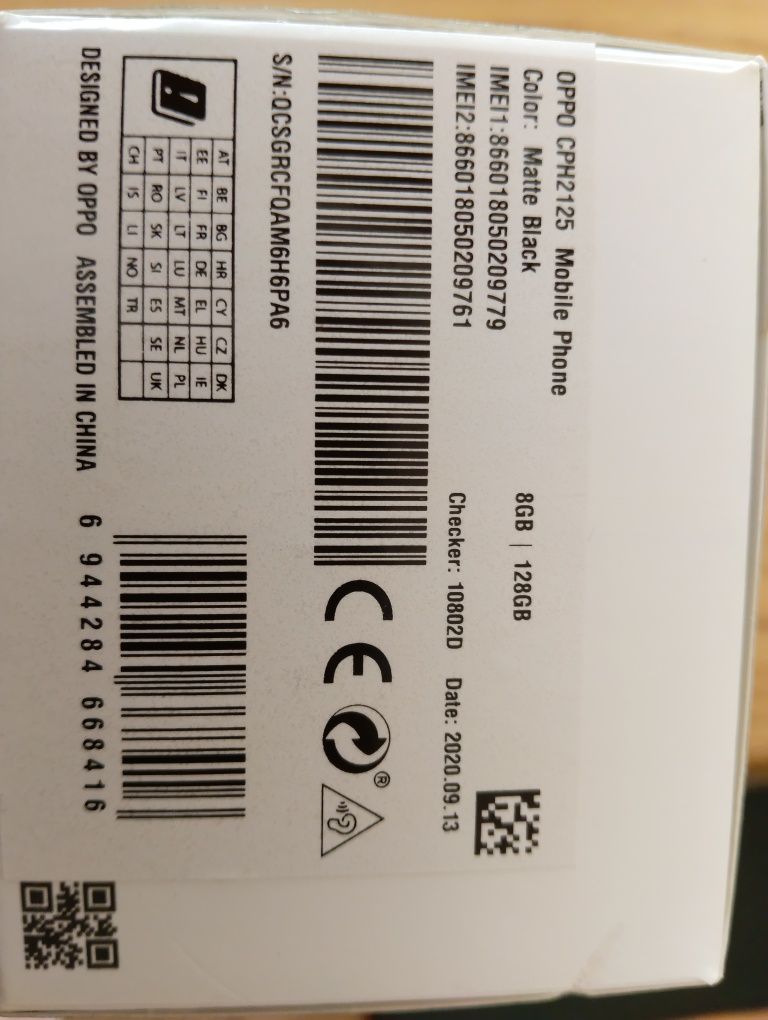 OPPO CPH2125 Mobile Phone
Color: Matte Black 8GB | 128GB
IMEI1:866018050209779
IMEI2:866018050209761 Checker: 10802D Date: 2020.09.13
CE ®
S/N:QCSGRCFQAM6H6PA6
AT BE BG HR CY CZ DK
EE FI FR DE EL HU IE
IT LV LT LU MT NL PL
PT RO SK SI ES SE UK
CH IS LI NO TR
DESIGNED BY OPPO ASSEMBLED IN CHINA
6 944284 668416